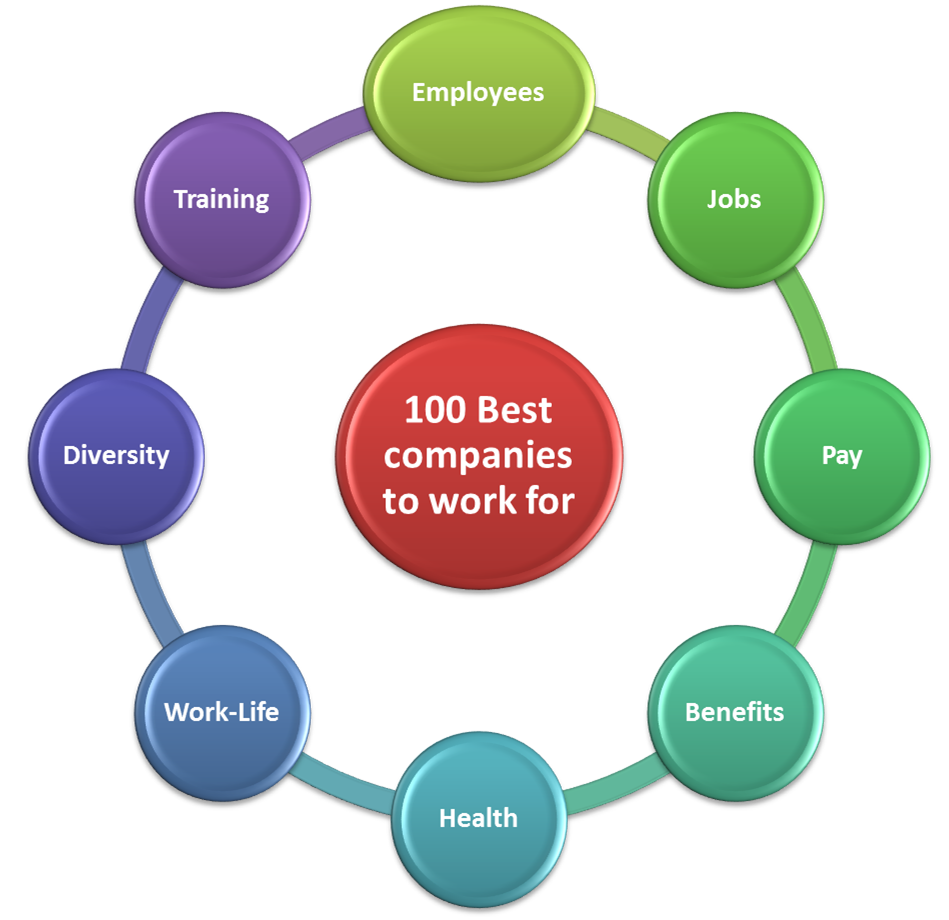 Employees
Jobs
Pay
Benefits
Health
Work-Life
Diversity
Training
100 Best
companies
to work for